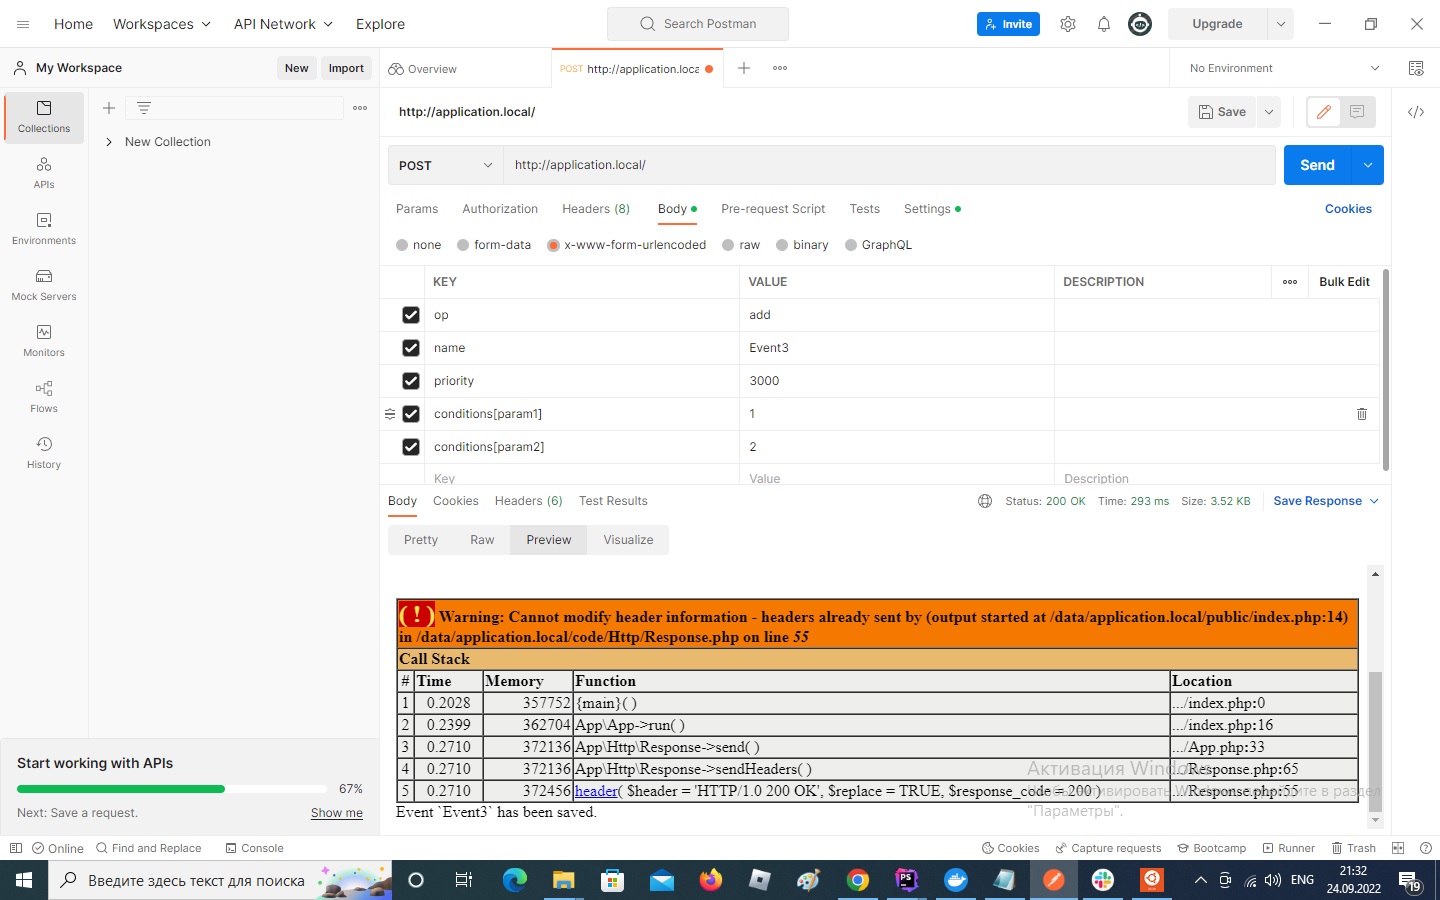 Home Workspaces API Network Explore Search Postman Invite Upgrade
My Workspace New Import Overview POST http://application.loca No Environment
Collections
APIs
Environments
Mock Servers
Monitors
Flows
History
New Collection
http://application.local/ Save
POST http://application.local/ Send
Params Authorization Headers (8) Body Pre-request Script Tests Settings Cookies
none form-data x-www-form-urlencoded raw binary GraphQL
KEY VALUE DESCRIPTION Bulk Edit
op add
name Event3
priority 3000
conditions[param1] 1
conditions[param2] 2
Key Value Description
Body Cookies Headers (6) Test Results Status: 200 OK Time: 293 ms Size: 3.52 KB Save Response
Pretty Raw Preview Visualize
( ! ) Warning: Cannot modify header information - headers already sent by (output started at /data/application.local/public/index.php:14)
in /data/application.local/code/Http/Response.php on line 55
Call Stack
# Time Memory Function Location
1 0.2028 357752 {main}( ) .../index.php:0
2 0.2399 362704 App\App->run( ) .../index.php:16
3 0.2710 372136 App\Http\Response->send( ) .../App.php:33
4 0.2710 372136 App\Http\Response->sendHeaders( ) .../Response.php:65
5 0.2710 372456 header( $header = 'HTTP/1.0 200 OK', $replace = TRUE, $response_code = 200 ) .../Response.php:55
Event `Event3` has been saved.
Активация Windows
"Параметры".
Start working with APIs
67%
Next: Save a request. Show me
Online Find and Replace Console Cookies Capture requests Bootcamp Runner Trash
Введите здесь текст для поиска
PS
ENG
21:32
24.09.2022
19